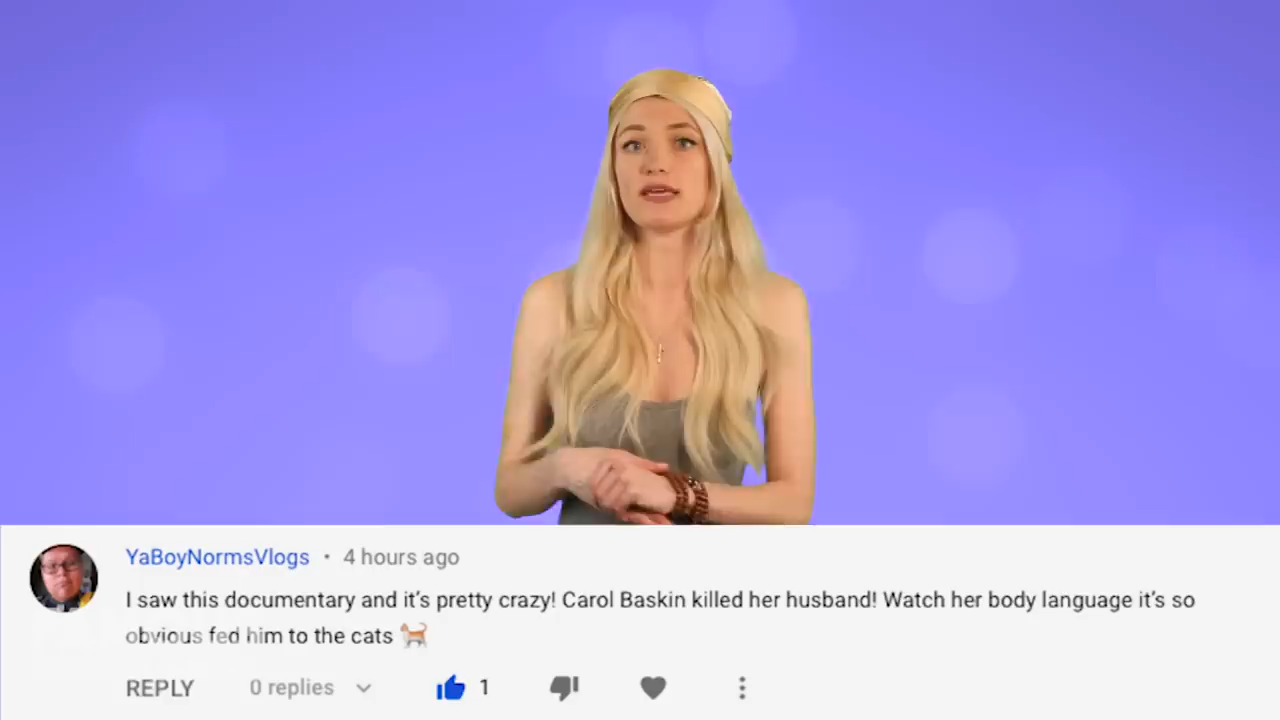 YaBoyNormsVlogs • 4 hours ago
I saw this documentary and it's pretty crazy! Carol Baskin killed her husband! Watch her body language it's so
obvious fed him to the cats 🐈
REPLY 0 replies 1